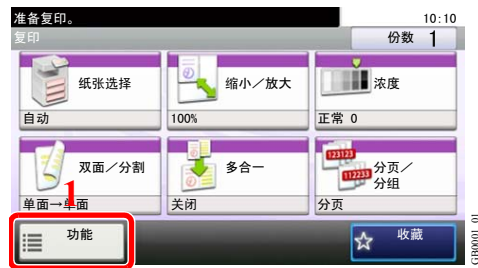 准备复印。 10:10
复印 份数 1
纸张选择 缩小／放大 浓度
自动 100% 正常 0
123123
112233
双面／分割 多合一 分页／
分组
单面→单面 关闭 分页
1
功能 收藏
GB0001_01